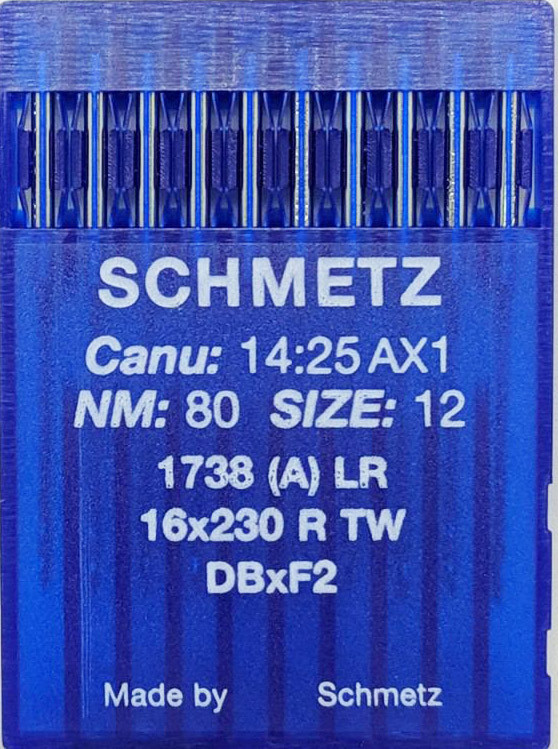 SCHMETZ
Canu: 14:25 AX1
NM: 80 SIZE: 12
1738 (A) LR
16x230 R TW
DBxF2
Made by Schmetz